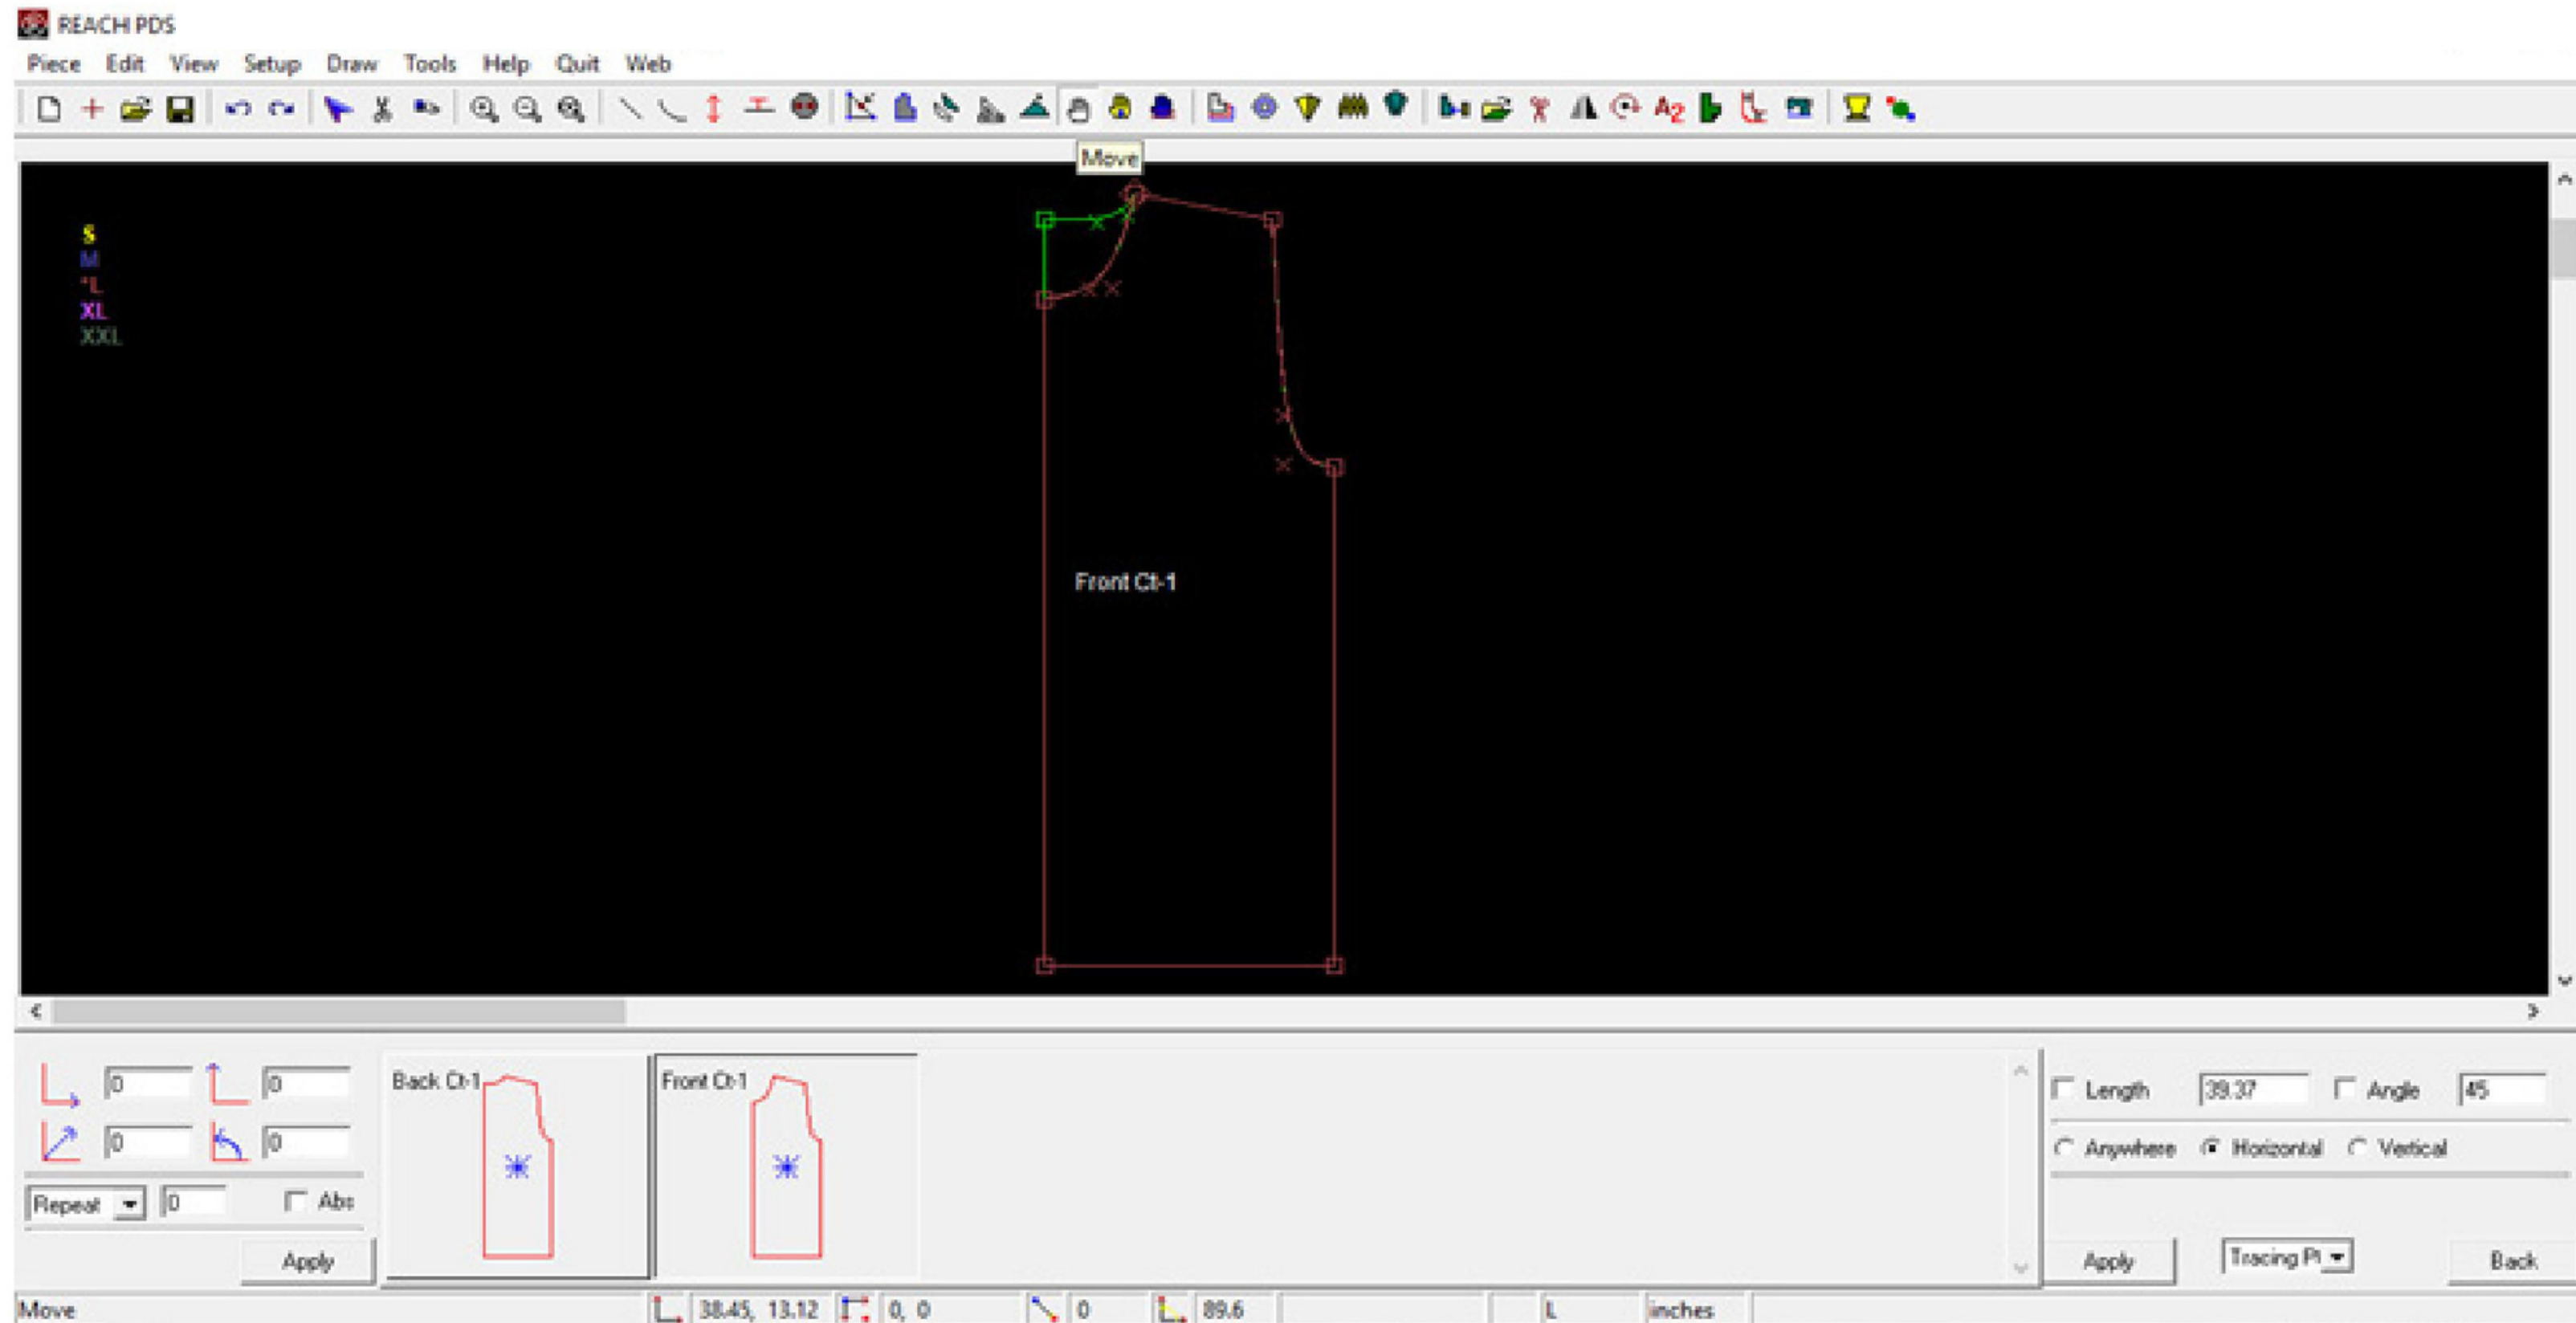 REACH PDS
Piece Edit View Setup Draw Tools Help Quit Web
A2
Move
S
M
*L
XL
XXL
Front Ct-1
0 0
0 0
Repeat 0 Abs
Apply
Back Ct-1
Front Ct-1
Length 39.37 Angle 45
Anywhere Horizontal Vertical
Apply Tracing Pt Back
Move 38.45, 13.12 0, 0 0 89.6 L inches